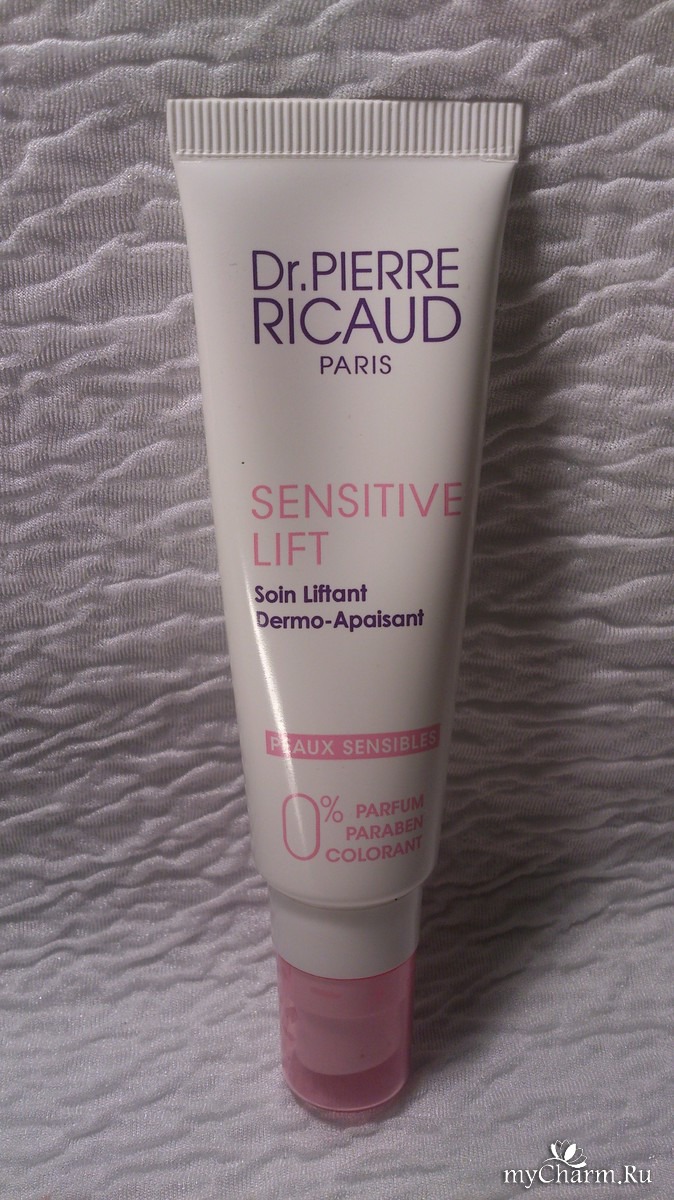 Dr.PIERRE
RICAUD
PARIS
SENSITIVE
LIFT
Soin Liftant
Dermo-Apaisant
PEAUX SENSIBLES
0% PARFUM
PARABEN
COLORANT
myCharm.Ru